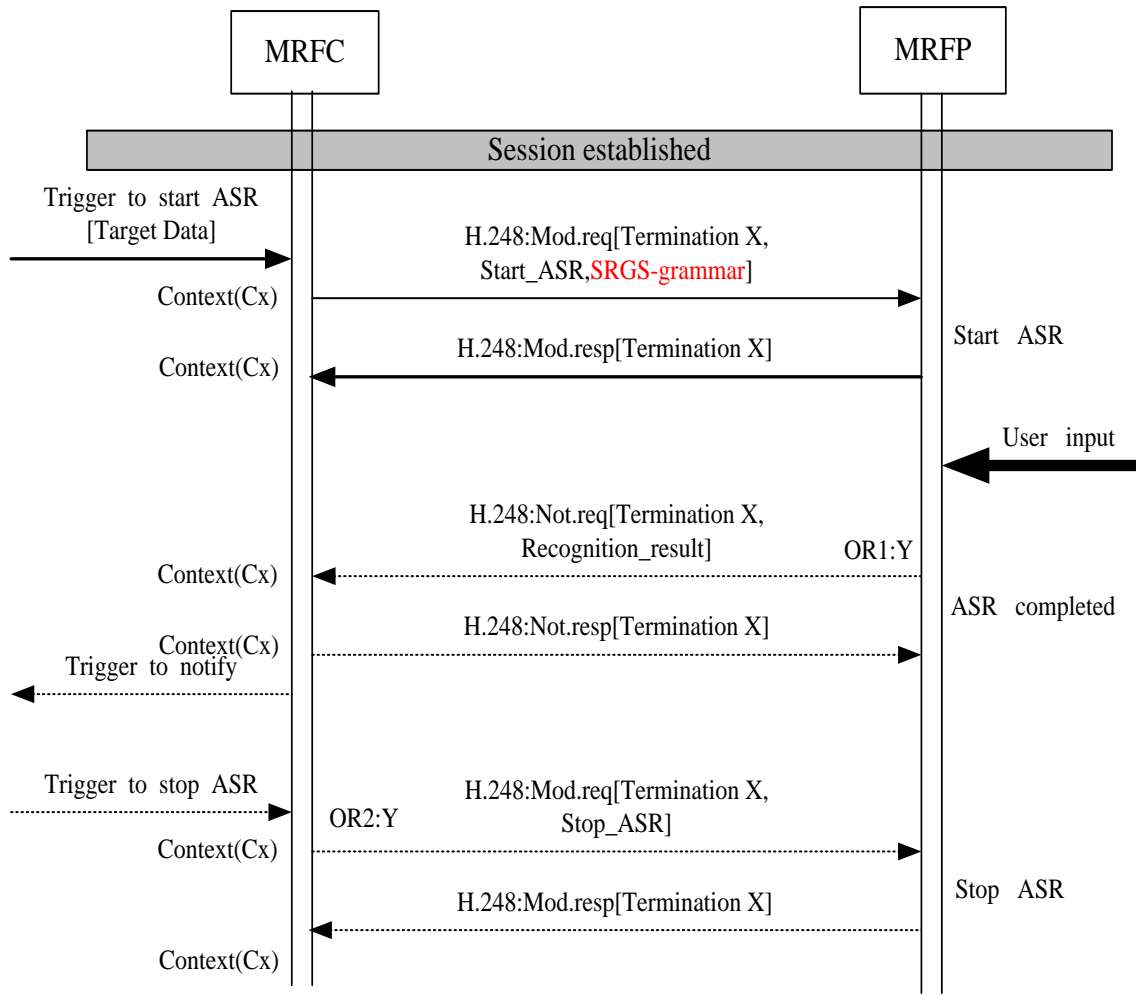 MRFC
MRFP
Session established
Trigger to start ASR
[Target Data]
H.248:Mod.req[Termination X,
Start_ASR,SRGS-grammar]
Context(Cx)
Start ASR
H.248:Mod.resp[Termination X]
Context(Cx)
User input
H.248:Not.req[Termination X,
Recognition_result]
OR1:Y
Context(Cx)
ASR completed
H.248:Not.resp[Termination X]
Context(Cx)
Trigger to notify
Trigger to stop ASR
H.248:Mod.req[Termination X,
Stop_ASR]
OR2:Y
Context(Cx)
Stop ASR
H.248:Mod.resp[Termination X]
Context(Cx)